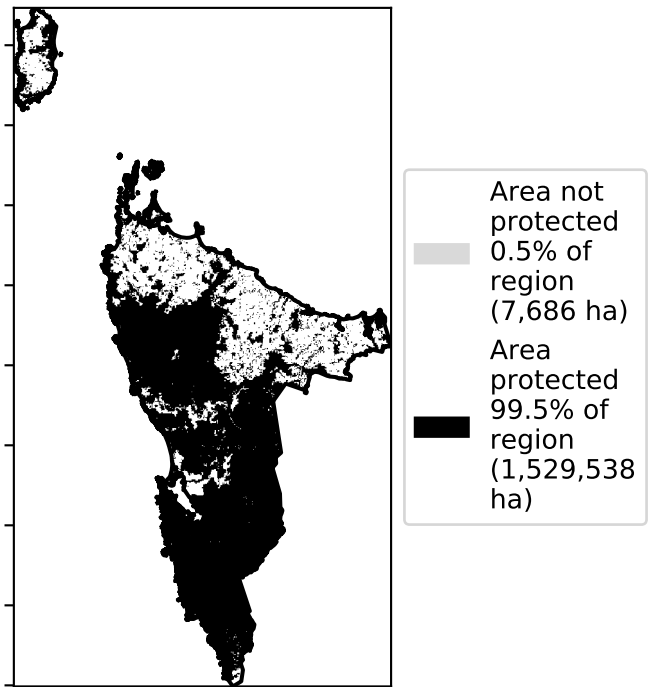 Area not
protected
0.5% of
region
(7,686 ha)
Area
protected
99.5% of
region
(1,529,538
ha)